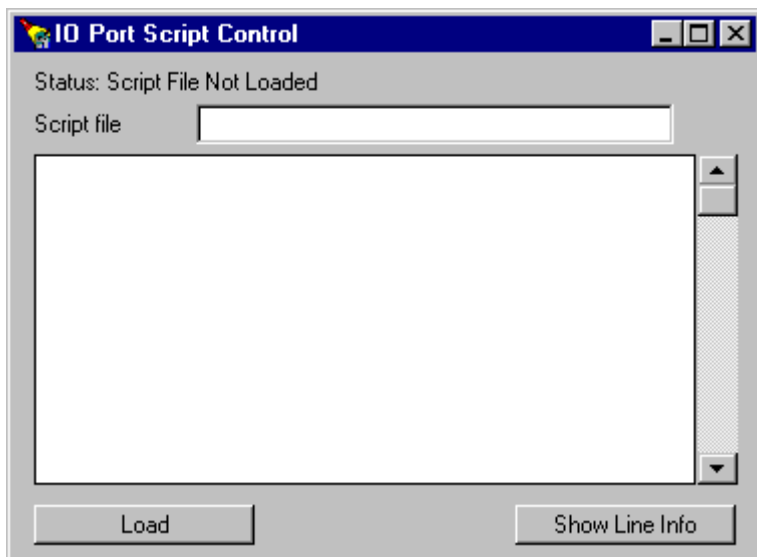 IO Port Script Control
Status: Script File Not Loaded
Script file
Load
Show Line Info